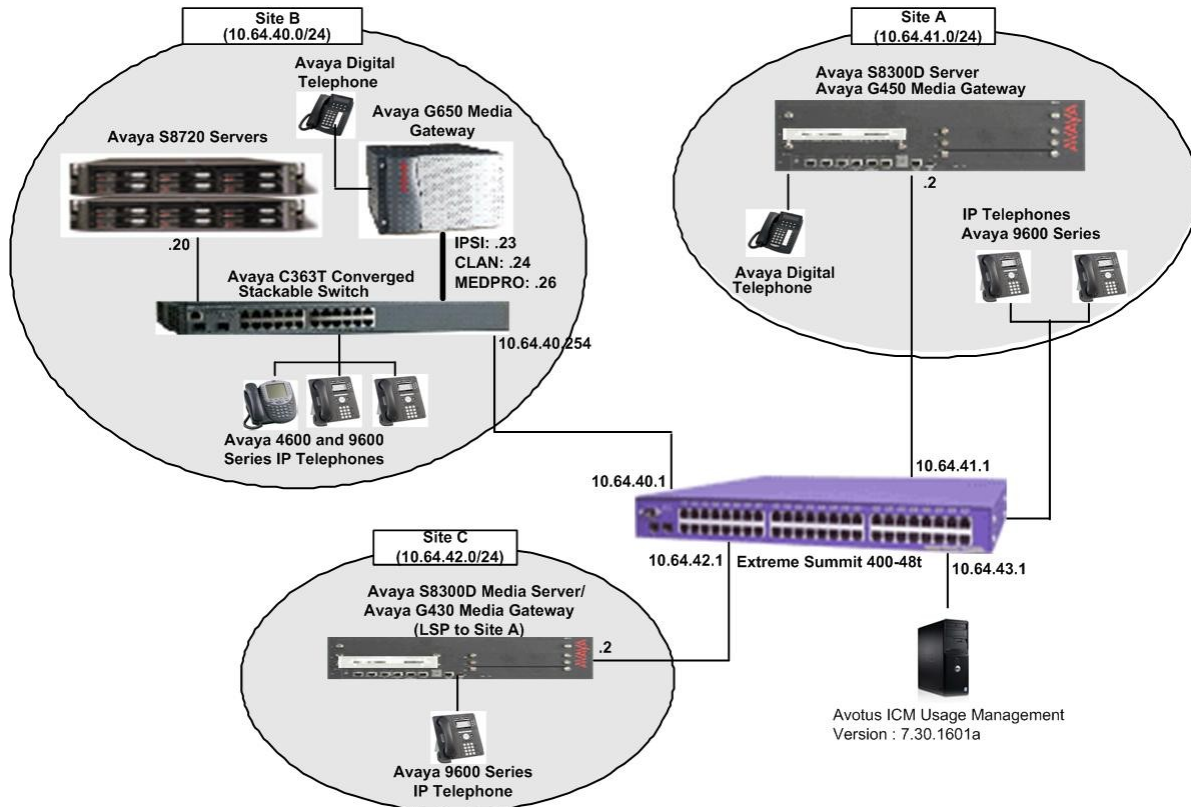 Site B
(10.64.40.0/24)
Avaya Digital
Telephone
Avaya G650 Media
Gateway
Avaya S8720 Servers
.20
IPSI: .23
CLAN: .24
MEDPRO: .26
Avaya C363T Converged
Stackable Switch
10.64.40.254
Avaya 4600 and 9600
Series IP Telephones
Site A
(10.64.41.0/24)
Avaya S8300D Server
Avaya G450 Media Gateway
AVAYA
.2
IP Telephones
Avaya 9600 Series
Avaya Digital
Telephone
10.64.40.1
10.64.41.1
10.64.42.1
Extreme Summit 400-48t
10.64.43.1
Site C
(10.64.42.0/24)
Avaya S8300D Media Server/
Avaya G430 Media Gateway
(LSP to Site A)
AVAYA
.2
Avaya 9600 Series
IP Telephone
Avotus ICM Usage Management
Version : 7.30.1601a